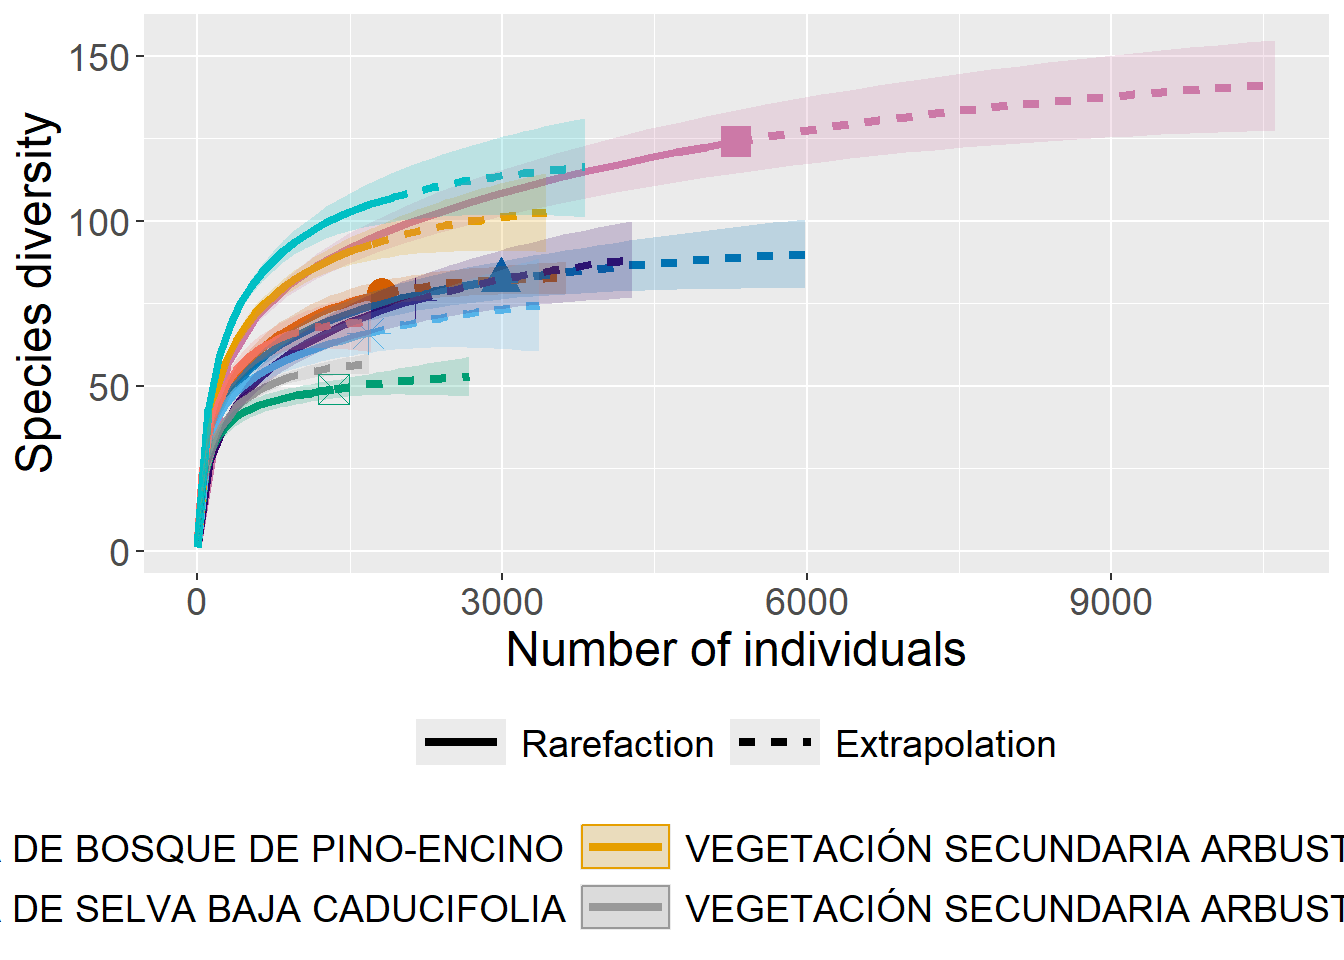 150
100
50
0
Species diversity
0 3000 6000 9000
Number of individuals
Rarefaction Extrapolation
DE BOSQUE DE PINO-ENCINO VEGETACIÓN SECUNDARIA ARBUST
DE SELVA BAJA CADUCIFOLIA VEGETACIÓN SECUNDARIA ARBUST